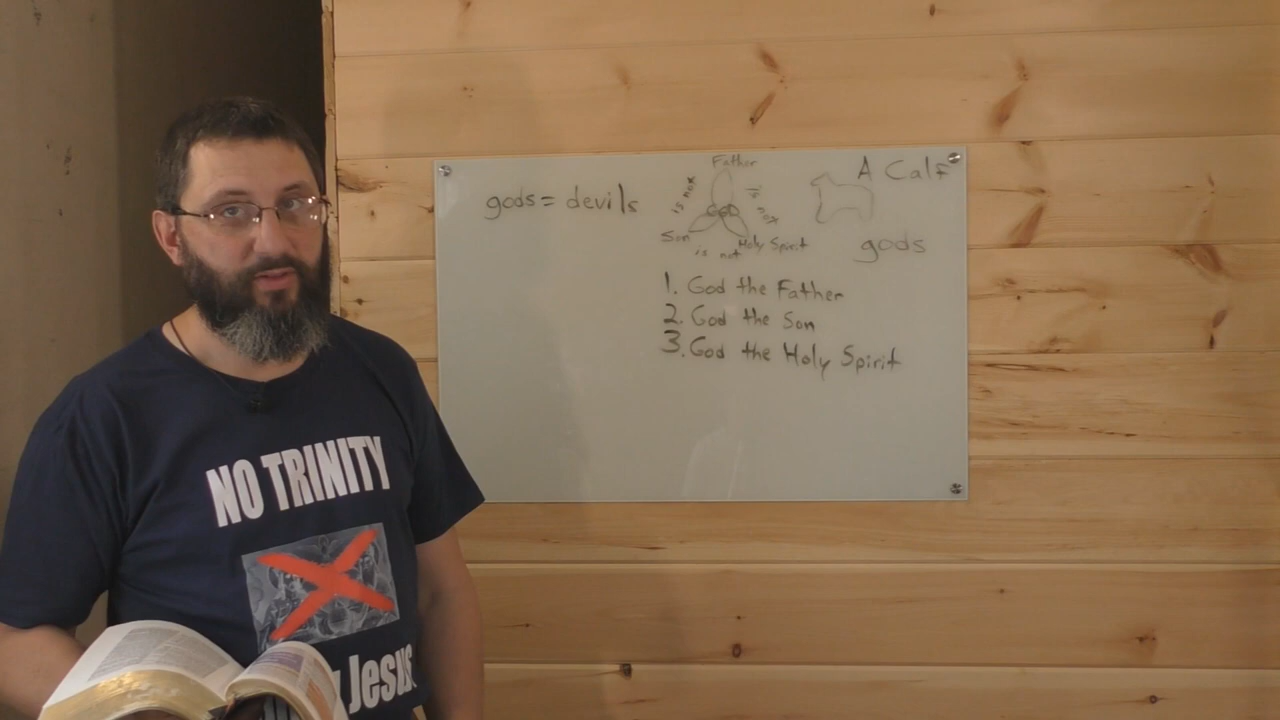 gods = devils
Father
is not
is not
God
Son
Holy Spirit
is not
A Calf
gods
1. God the Father
2. God the Son
3. God the Holy Spirit
NO TRINITY
Jesus